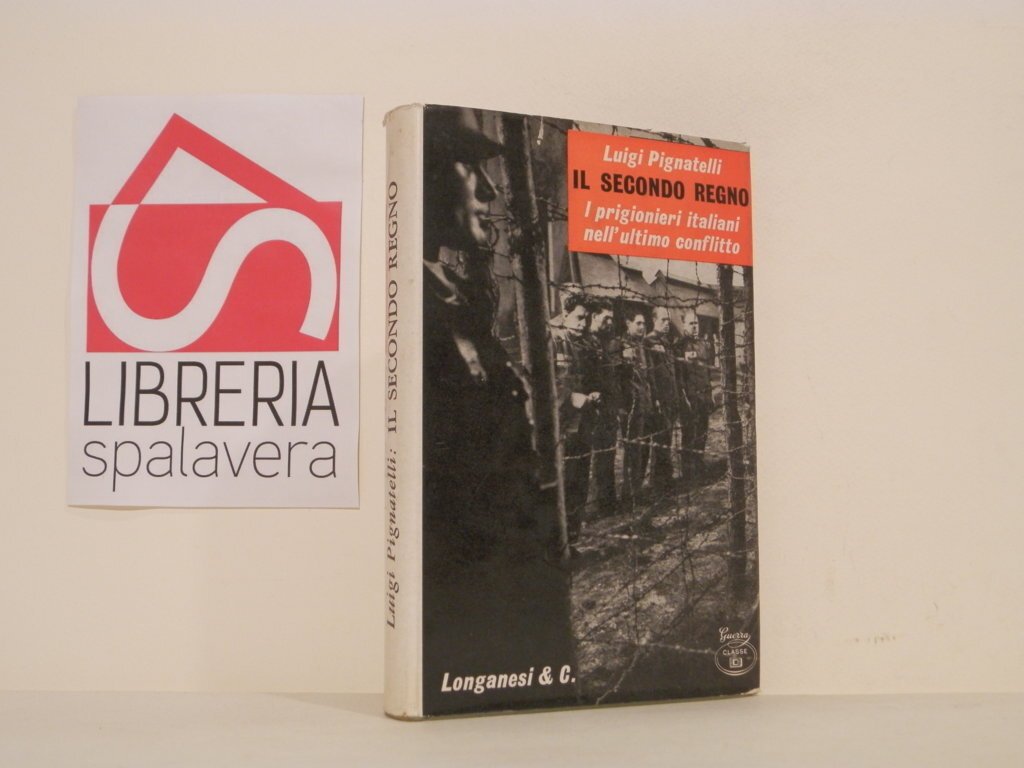 LIBRERIA
spalavera
Luigi Pignatelli: IL SECONDO REGNO
Luigi Pignatelli
IL SECONDO REGNO
I prigionieri italiani
nell'ultimo conflitto
Longanesi & C.
Guerra
CLASSE